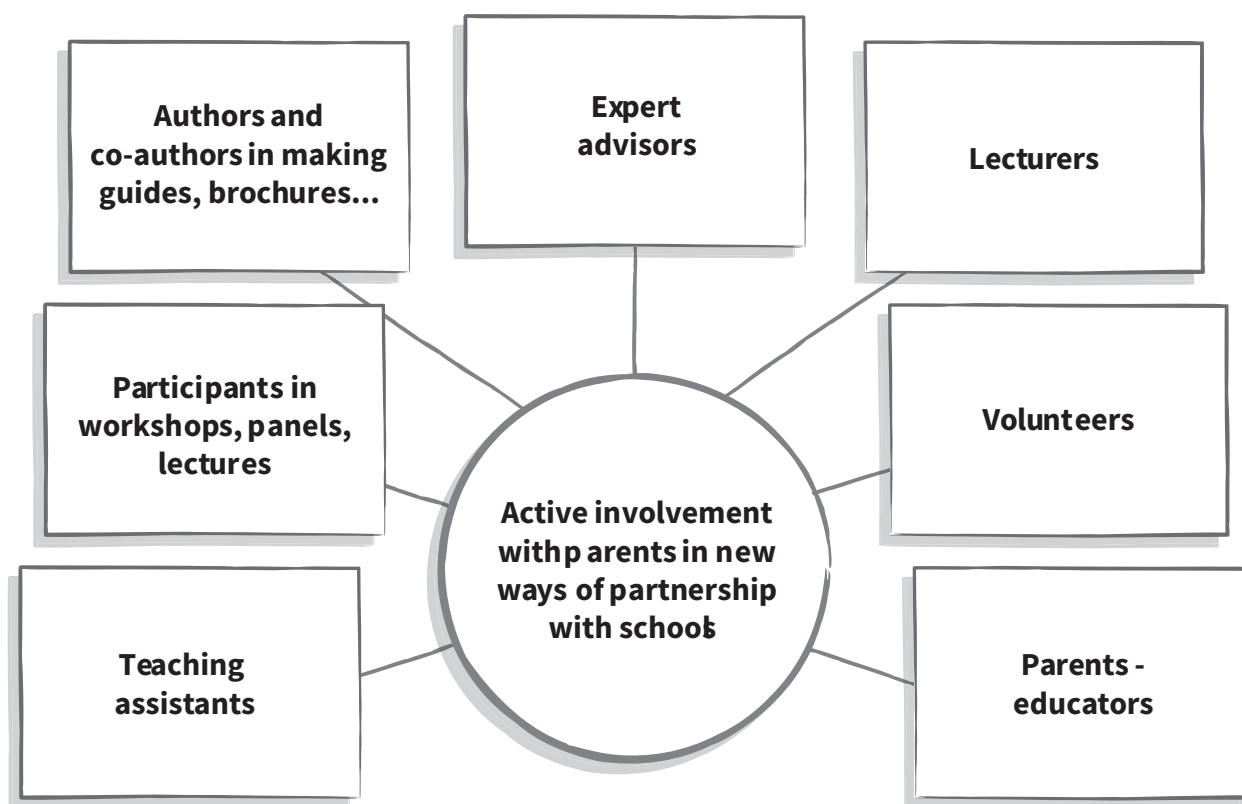 Authors and
co-authors in making
guides, brochures...
Expert
advisors
Lecturers
Participants in
workshops, panels,
lectures
Volunteers
Active involvement
withp arents in new
ways of partnership
with schools
Teaching
assistants
Parents -
educators